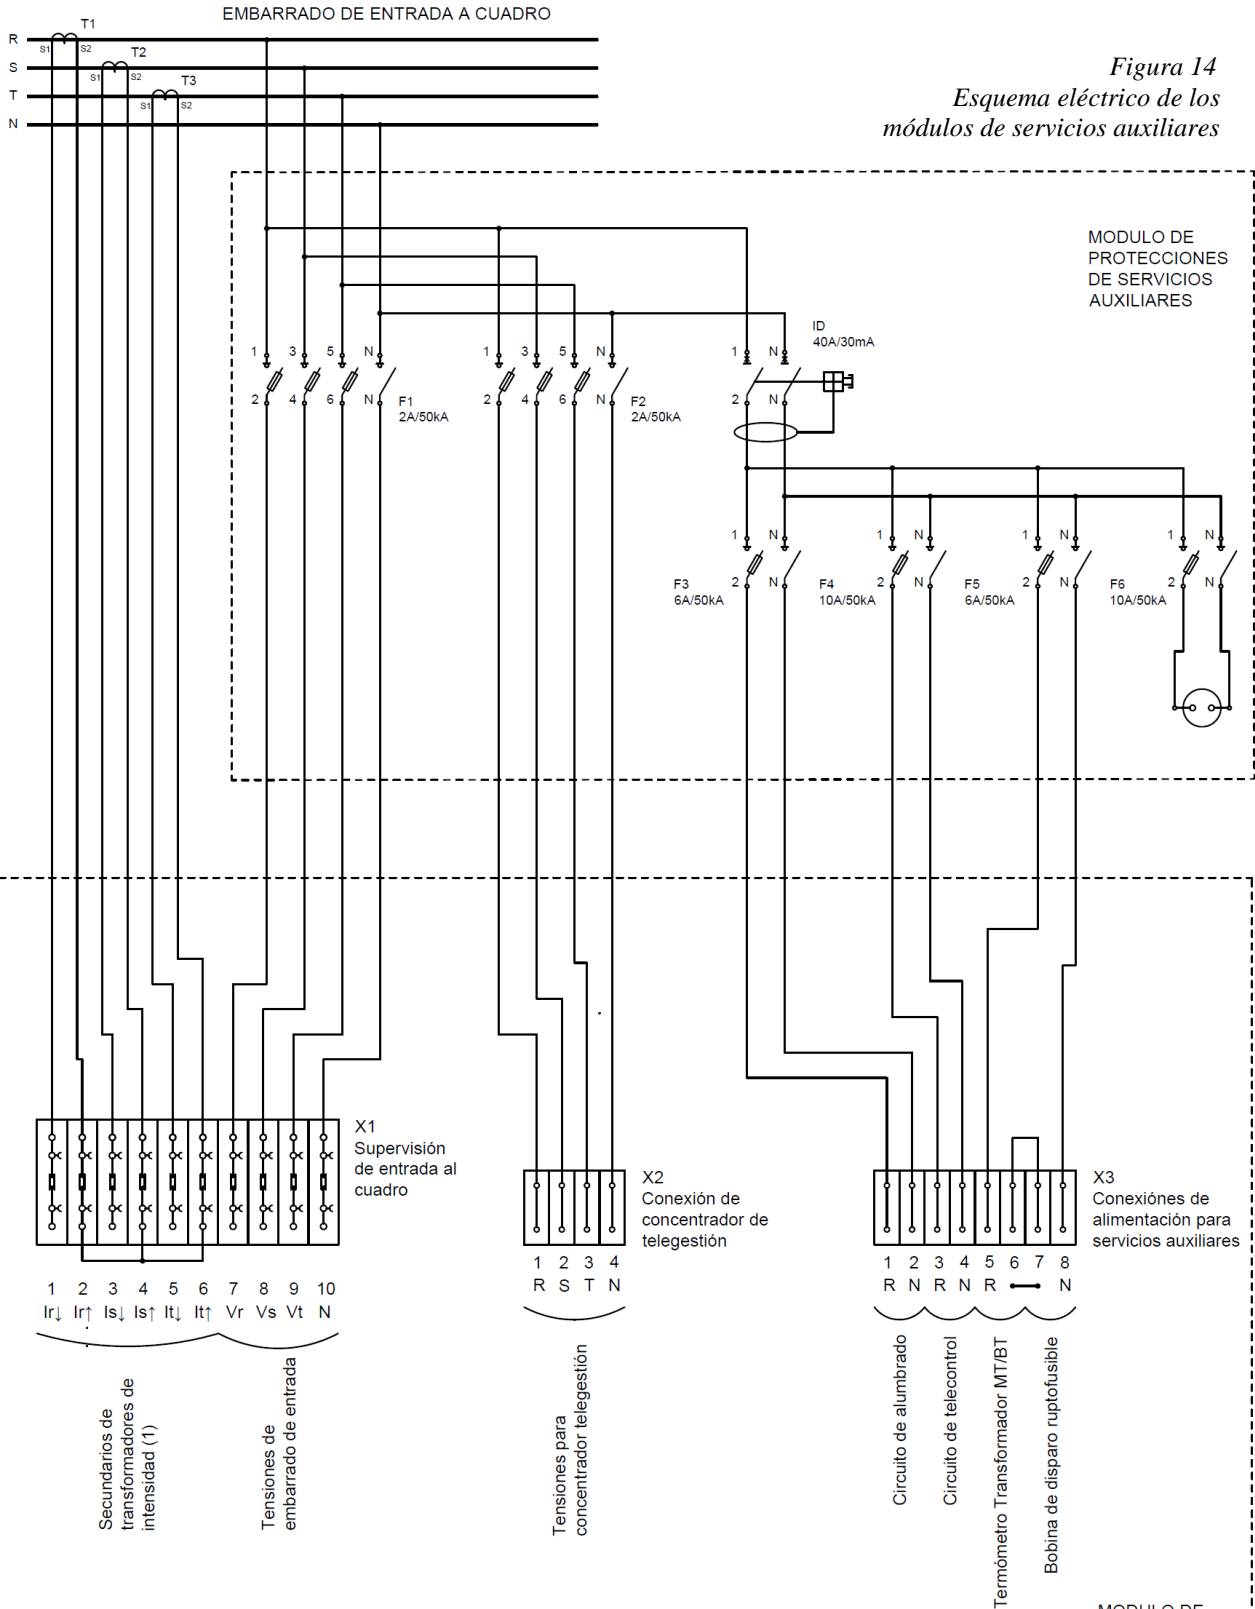 EMBARRADO DE ENTRADA A CUADRO
Figura 14
Esquema eléctrico de los
módulos de servicios auxiliares
R
S
T
N
T1
S1 S2
T2
S1 S2
T3
S1 S2
MODULO DE
PROTECCIONES
DE SERVICIOS
AUXILIARES
ID
40A/30mA
1 3 5 N
2 4 6 N
F1
2A/50kA
1 3 5 N
2 4 6 N
F2
2A/50kA
1 N
2 N
1 N
2 N
F3
6A/50kA
1 N
2 N
F4
10A/50kA
1 N
2 N
F5
6A/50kA
1 N
2 N
F6
10A/50kA
X1
Supervisión
de entrada al
cuadro
1 2 3 4 5 6 7 8 9 10
Ir↓ Ir↑ Is↓ Is↑ It↓ It↑ Vr Vs Vt N
Secundarios de
transformadores de
intensidad (1)
Tensiones de
embarrado de entrada
X2
Conexión de
concentrador de
telegestión
1 2 3 4
R S T N
Tensiones para
concentrador telegestión
X3
Conexiónes de
alimentación para
servicios auxiliares
1 2 3 4 5 6 7 8
R N R N R N
Circuito de alumbrado
Circuito de telecontrol
Termómetro Transformador MT/BT
Bobina de disparo ruptofusible
MODULO DE